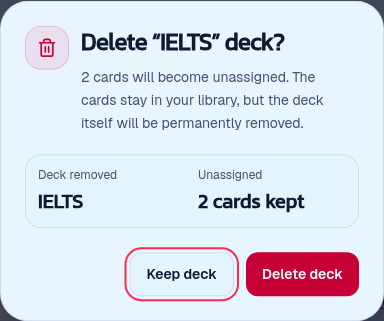 Delete “IELTS” deck?
2 cards will become unassigned. The
cards stay in your library, but the deck
itself will be permanently removed.
Deck removed
IELTS
Unassigned
2 cards kept
Keep deck
Delete deck